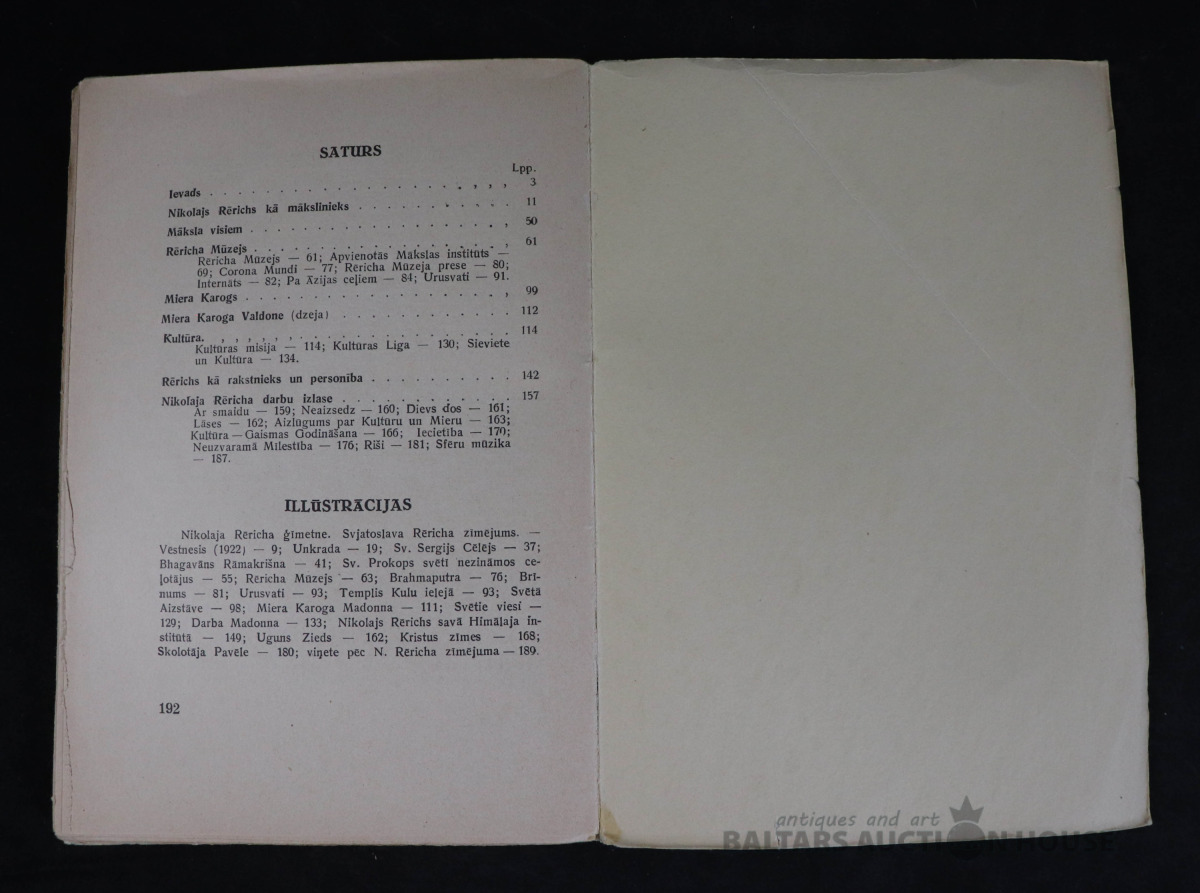 SATURS
Lpp.
Ievads . . . . . . . . . . . . . . . . . . . . , , , 3
Nikolajs Rērichs kā mākslinieks . . . . . . . . . . . 11
Māksla visiem . . . . . . . . . . . . . . . . . . , 50
Rēricha Mūzejs . . . . . . . . . . . . . . . . . . , 61
Rēricha Mūzejs — 61; Apvienotās Mākslas institūts —
69; Corona Mundi — 77; Rēricha Mūzeja prese — 80;
Internāts — 82; Pa Āzijas ceļiem — 84; Urusvati — 91.
Miera Karogs . . . . . . . . . . . . . . . . . . , 99
Miera Karoga Valdone (dzeja) . . . . . . . . . . . . 112
Kultūra. , , , , , . . . . . . . . . . . . . . . . 114
Kultūras misija — 114; Kultūras Līga — 130; Sieviete
un Kultūra — 134.
Rērichs kā rakstnieks un personība . . . . . . . . . . 142
Nikolaja Rēricha darbu izlase . . . . . . . . . . . . 157
Ar smaidu — 159; Neaizsedz — 160; Dievs dos — 161;
Lāses — 162; Aizlūgums par Kultūru un Mieru — 163;
Kultūra — Gaismas Godināšana — 166; Iecietība — 170;
Neuzvaramā Mīlestība — 176; Riši — 181; Sfēru mūzika
— 187.
ILLŪSTRĀCIJAS
Nikolaja Rēricha ģīmetne. Svjatoslava Rēricha zīmējums. —
Vēstnesis (1922) — 9; Unkrada — 19; Sv. Sergijs Cēlējs — 37;
Bhagavāns Rāmakrišna — 41; Sv. Prokops svētī nezināmos ce-
ļotājus — 55; Rēricha Mūzejs — 63; Brahmaputra — 76; Brī-
nums — 81; Urusvati — 93; Templis Kulu ielejā — 93; Svētā
Aizstāve — 98; Miera Karoga Madonna — 111; Svētie viesi —
129; Darba Madonna — 133; Nikolajs Rērichs savā Himālaja in-
stitūtā — 149; Uguns Zieds — 162; Kristus zīmes — 168;
Skolotāja Pavēle — 180; viņete pēc N. Rēricha zīmējuma — 189.
192
antiques and art
BALTARS AUCTION HOUSE